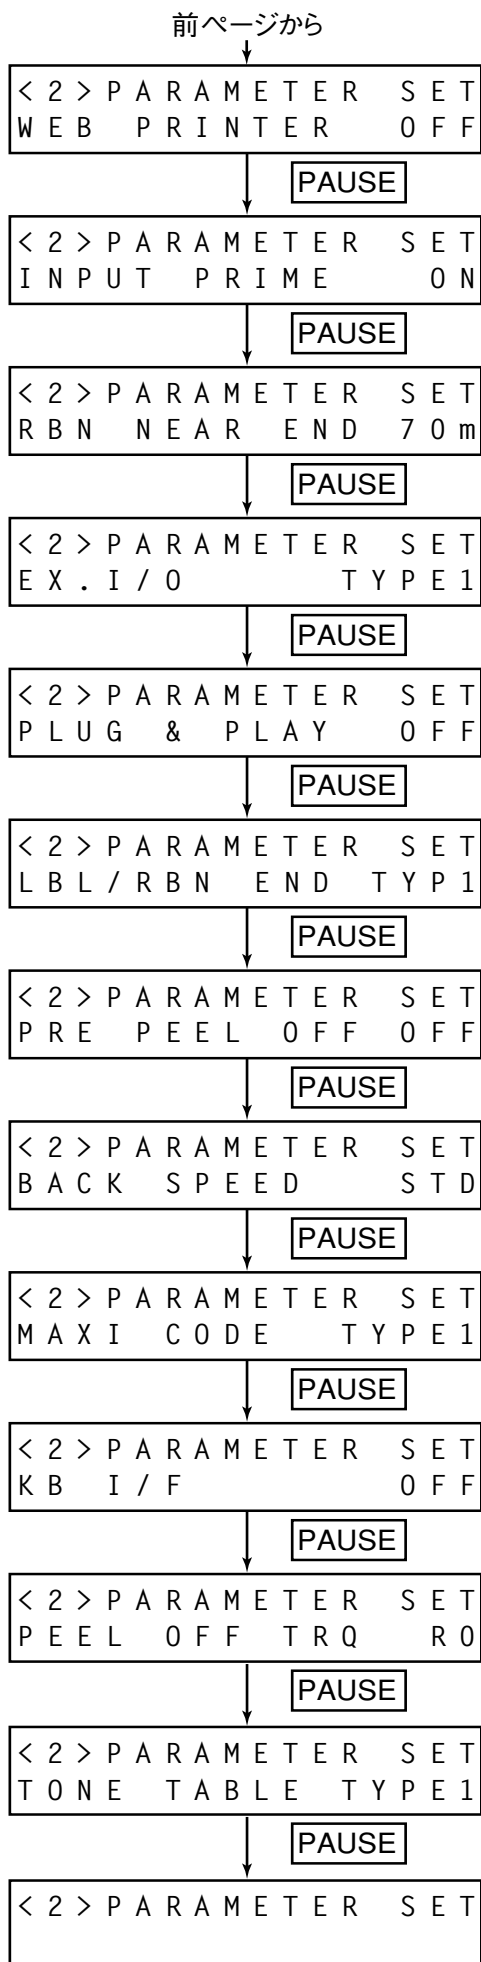 前ページから
<2>PARAMETER SET
WEB PRINTER OFF
PAUSE
<2>PARAMETER SET
INPUT PRIME ON
PAUSE
<2>PARAMETER SET
RBN NEAR END 70m
PAUSE
<2>PARAMETER SET
EX.I/O TYPE1
PAUSE
<2>PARAMETER SET
PLUG & PLAY OFF
PAUSE
<2>PARAMETER SET
LBL/RBN END TYP1
PAUSE
<2>PARAMETER SET
PRE PEEL OFF OFF
PAUSE
<2>PARAMETER SET
BACK SPEED STD
PAUSE
<2>PARAMETER SET
MAXI CODE TYPE1
PAUSE
<2>PARAMETER SET
KB I/F OFF
PAUSE
<2>PARAMETER SET
PEEL OFF TRQ R0
PAUSE
<2>PARAMETER SET
TONE TABLE TYPE1
PAUSE
<2>PARAMETER SET